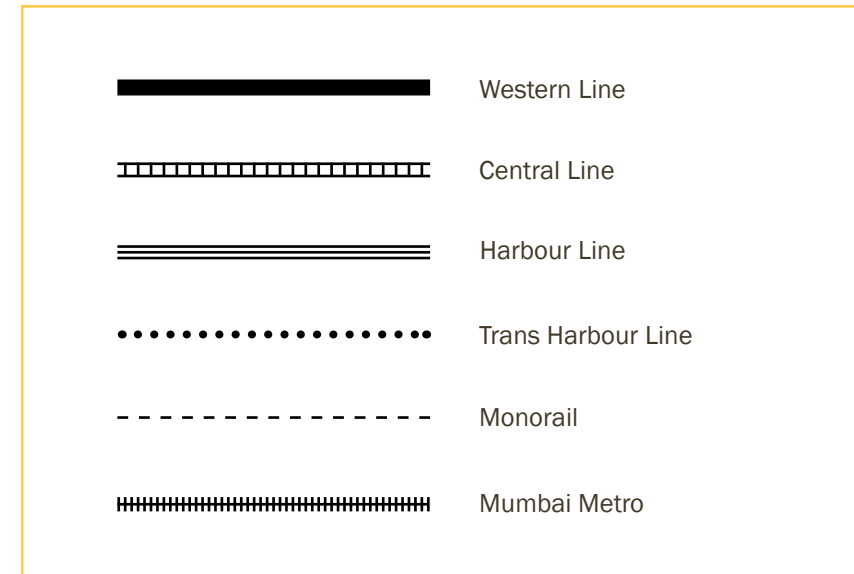 Western Line
Central Line
Harbour Line
Trans Harbour Line
Monorail
Mumbai Metro